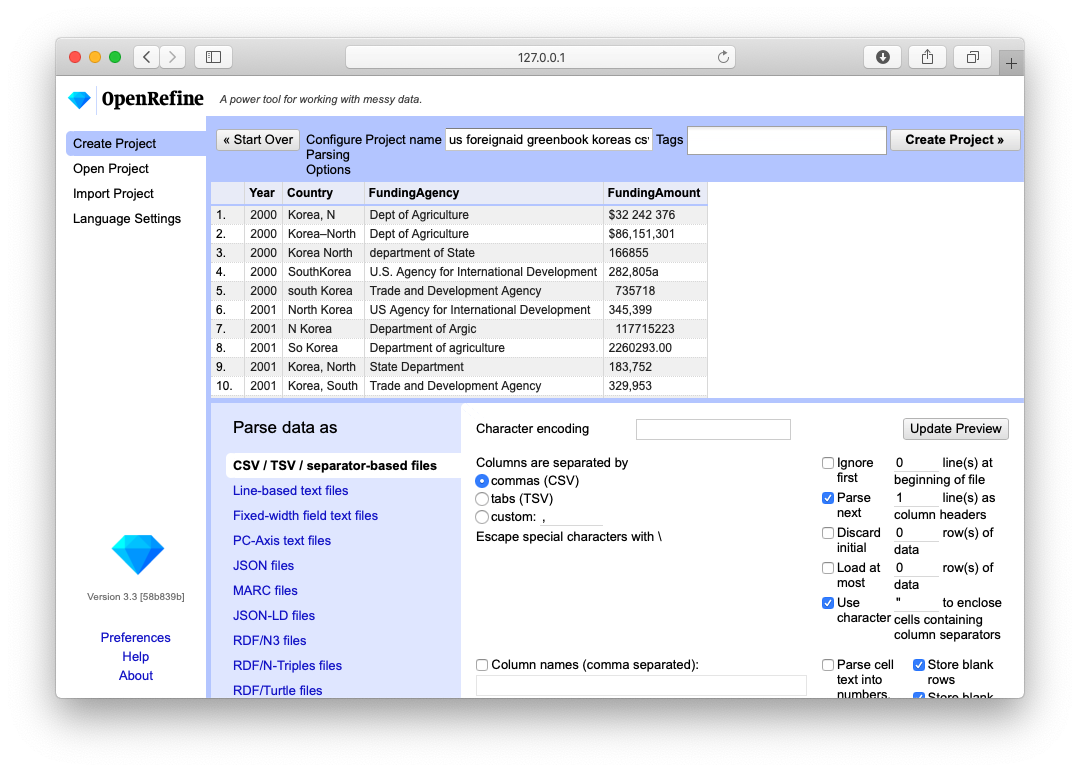 127.0.0.1
OpenRefine
A power tool for working with messy data.
Create Project
Open Project
Import Project
Language Settings
« Start Over
Configure Parsing Options
Project name
us foreignaid greenbook koreas cs
Tags
Create Project »
Year Country FundingAgency FundingAmount
1. 2000 Korea, N Dept of Agriculture $32 242 376
2. 2000 Korea–North Dept of Agriculture $86,151,301
3. 2000 Korea North department of State 166855
4. 2000 SouthKorea U.S. Agency for International Development 282,805a
5. 2000 south Korea Trade and Development Agency 735718
6. 2001 North Korea US Agency for International Development 345,399
7. 2001 N Korea Department of Argic 117715223
8. 2001 So Korea Department of agriculture 2260293.00
9. 2001 Korea, North State Department 183,752
10. 2001 Korea, South Trade and Development Agency 329,953
Parse data as
CSV / TSV / separator-based files
Line-based text files
Fixed-width field text files
PC-Axis text files
JSON files
MARC files
JSON-LD files
RDF/N3 files
RDF/N-Triples files
RDF/Turtle files
Character encoding
Update Preview
Columns are separated by
commas (CSV)
tabs (TSV)
custom: ,
Escape special characters with \
Column names (comma separated):
Ignore first 0 line(s) at beginning of file
Parse next 1 line(s) as column headers
Discard initial 0 row(s) of data
Load at most 0 row(s) of data
Use character " to enclose cells containing column separators
Parse cell text into numbers,
Store blank rows
Store blank
Version 3.3 [58b839b]
Preferences
Help
About